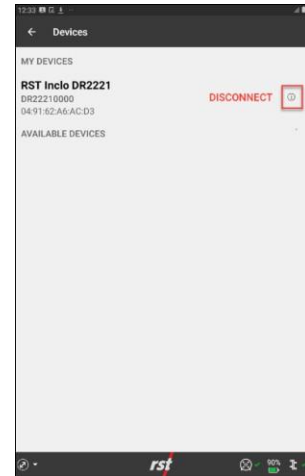 12:33
Devices
MY DEVICES
RST Inclo DR2221
DR22210000
04:91:62:A6:AC:D3
DISCONNECT
AVAILABLE DEVICES
rst
90%